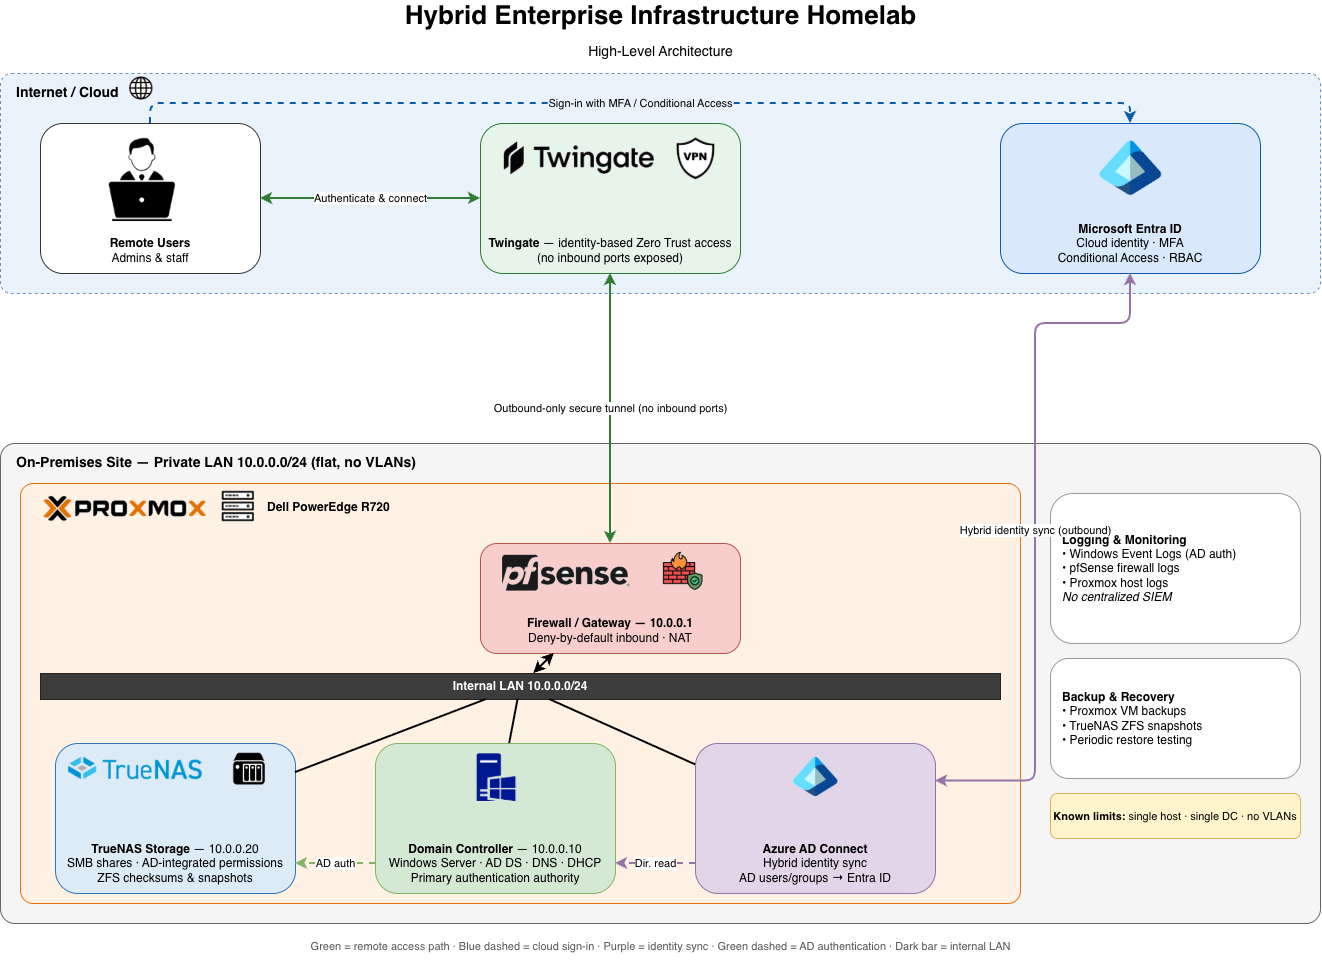 Hybrid Enterprise Infrastructure Homelab
High-Level Architecture
Internet / Cloud
Sign-in with MFA / Conditional Access
Remote Users
Admins & staff
Authenticate & connect
Twingate
VPN
Twingate — identity-based Zero Trust access
(no inbound ports exposed)
Microsoft Entra ID
Cloud identity · MFA
Conditional Access · RBAC
Outbound-only secure tunnel (no inbound ports)
On-Premises Site — Private LAN 10.0.0.0/24 (flat, no VLANs)
PROXMOX
Dell PowerEdge R720
Hybrid identity sync (outbound)
pfsense
Firewall / Gateway — 10.0.0.1
Deny-by-default inbound · NAT
Logging & Monitoring
• Windows Event Logs (AD auth)
• pfSense firewall logs
• Proxmox host logs
No centralized SIEM
Internal LAN 10.0.0.0/24
Backup & Recovery
• Proxmox VM backups
• TrueNAS ZFS snapshots
• Periodic restore testing
Known limits: single host · single DC · no VLANs
TrueNAS
TrueNAS Storage — 10.0.0.20
SMB shares · AD-integrated permissions
ZFS checksums & snapshots
AD auth
Domain Controller — 10.0.0.10
Windows Server · AD DS · DNS · DHCP
Primary authentication authority
Dir. read
Azure AD Connect
Hybrid identity sync
AD users/groups → Entra ID
Green = remote access path · Blue dashed = cloud sign-in · Purple = identity sync · Green dashed = AD authentication · Dark bar = internal LAN